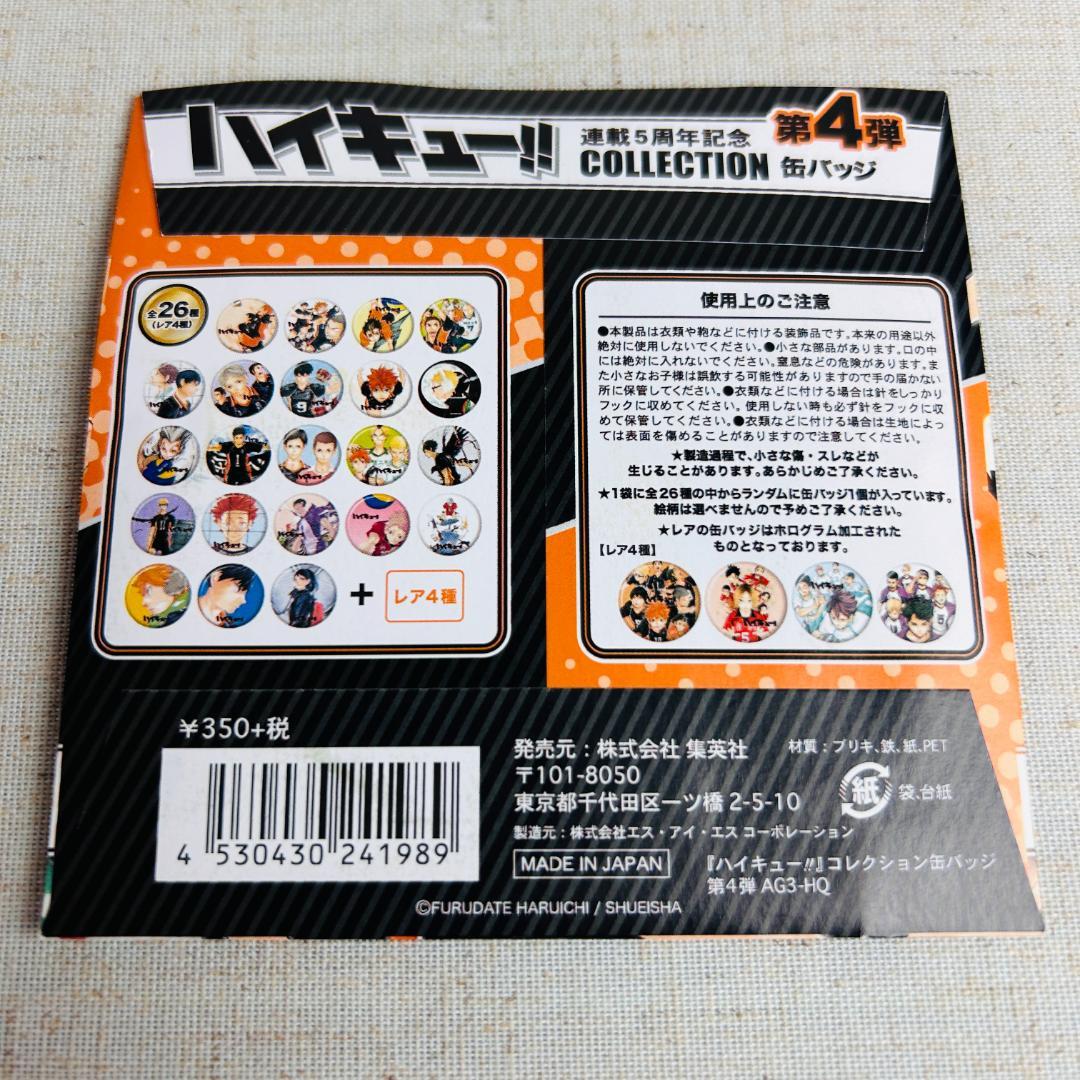 ハイキュー!!
連載5周年記念
COLLECTION
第4弾
缶バッジ
全26種
(レア4種)
+ レア4種
使用上のご注意
●本製品は衣類や鞄などに付ける装飾品です。本来の用途以外
絶対に使用しないでください。●小さな部品があります。口の中
には絶対に入れないでください。窒息などの危険があります。ま
た小さなお子様は誤飲する可能性がありますので手の届かない
所に保管してください。●衣類などに付ける場合は針をしっかり
フックに収めてください。使用しない時も必ず針をフックに収
めて保管してください。●衣類などに付ける場合は生地によっ
ては表面を傷めることがありますので注意してください。
★製造過程で、小さな傷・スレなどが
生じることがあります。あらかじめご了承ください。
★1袋に全26種の中からランダムに缶バッジ1個が入っています。
絵柄は選べませんので予めご了承ください。
★レアの缶バッジはホログラム加工された
ものとなっております。
【レア4種】
¥350+税
4 530430 241989
発売元：株式会社 集英社
〒101-8050
東京都千代田区一ツ橋 2-5-10
製造元：株式会社エス・アイ・エス コーポレーション
MADE IN JAPAN
材質：ブリキ、鉄、紙、PET
紙 袋、台紙
『ハイキュー!!』コレクション缶バッジ
第4弾 AG3-HQ
©FURUDATE HARUICHI / SHUEISHA